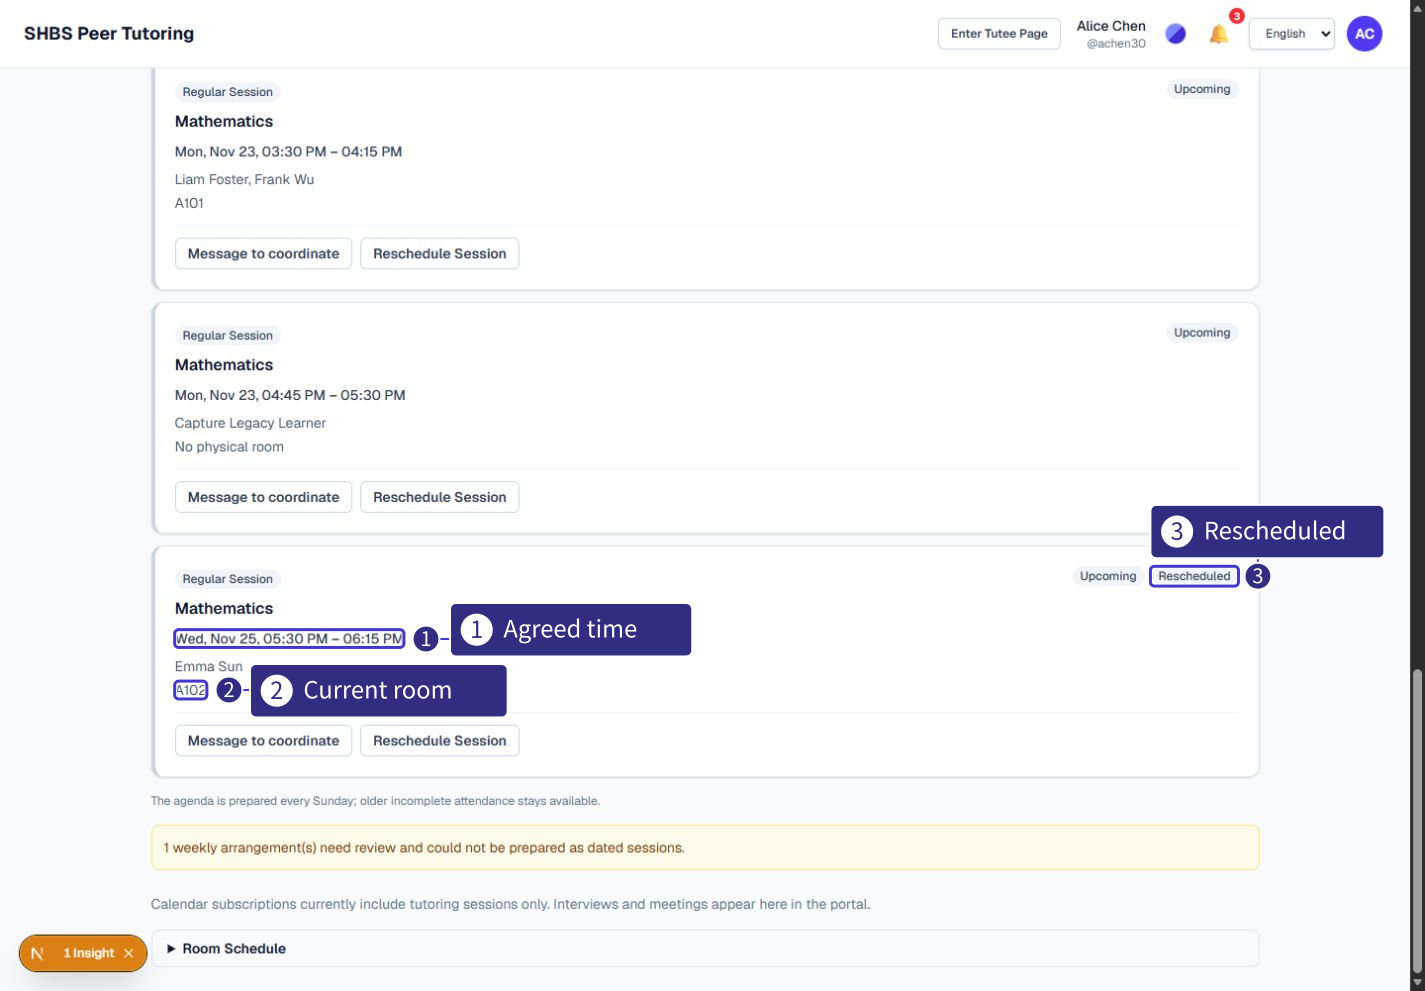 SHBS Peer Tutoring
Enter Tutee Page
Alice Chen
@achen30
3
English
AC
Regular Session
Upcoming
Mathematics
Mon, Nov 23, 03:30 PM – 04:15 PM
Liam Foster, Frank Wu
A101
Message to coordinate
Reschedule Session
Regular Session
Upcoming
Mathematics
Mon, Nov 23, 04:45 PM – 05:30 PM
Capture Legacy Learner
No physical room
Message to coordinate
Reschedule Session
3 Rescheduled
Regular Session
Upcoming
Rescheduled
3
Mathematics
Wed, Nov 25, 05:30 PM – 06:15 PM
1
1 Agreed time
Emma Sun
A102
2
2 Current room
Message to coordinate
Reschedule Session
The agenda is prepared every Sunday; older incomplete attendance stays available.
1 weekly arrangement(s) need review and could not be prepared as dated sessions.
Calendar subscriptions currently include tutoring sessions only. Interviews and meetings appear here in the portal.
N 1 Insight ×
Room Schedule